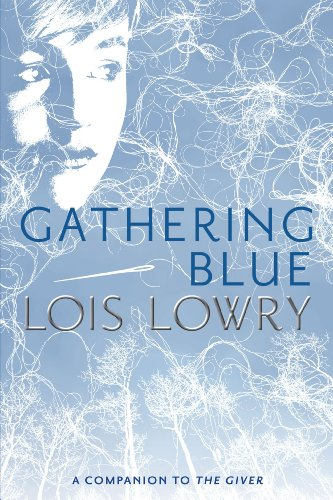 GATHERING
BLUE
LOIS LOWRY
A COMPANION TO THE GIVER